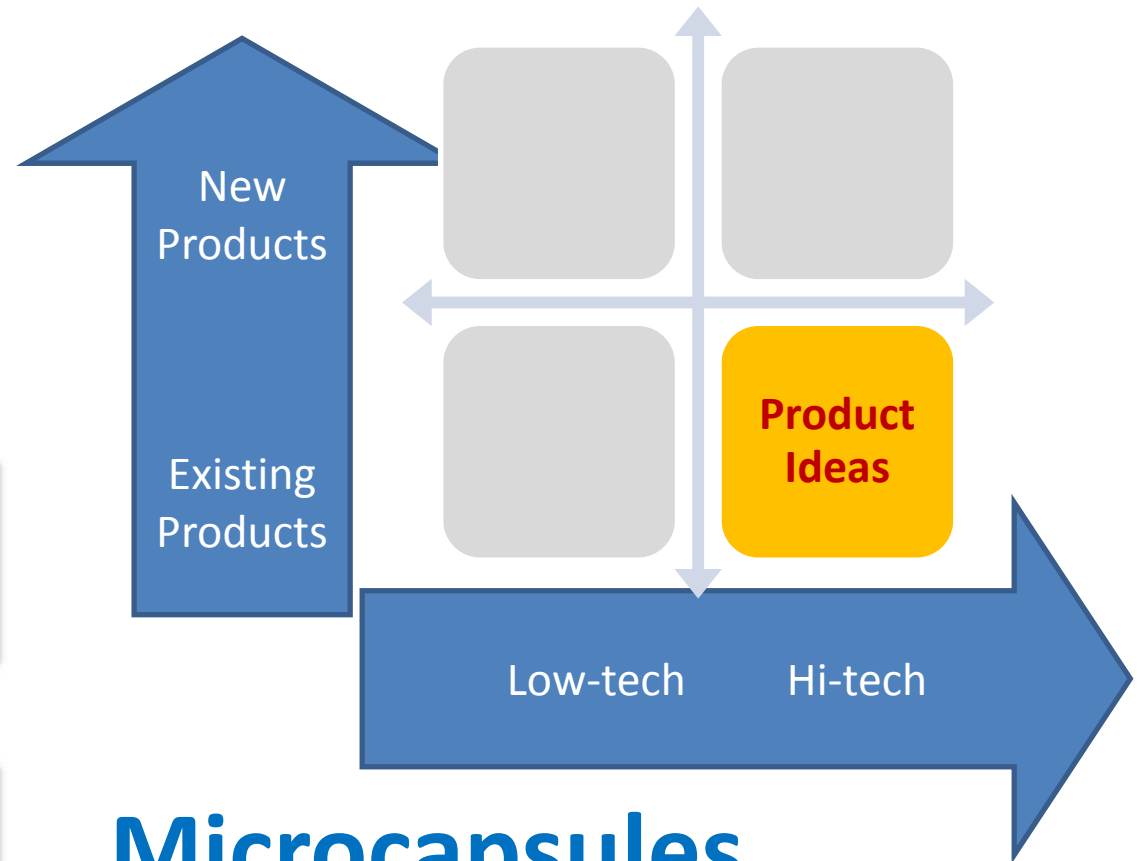 New
Products
Existing
Products
Product
Ideas
Low-tech
Hi-tech
Microcapsules